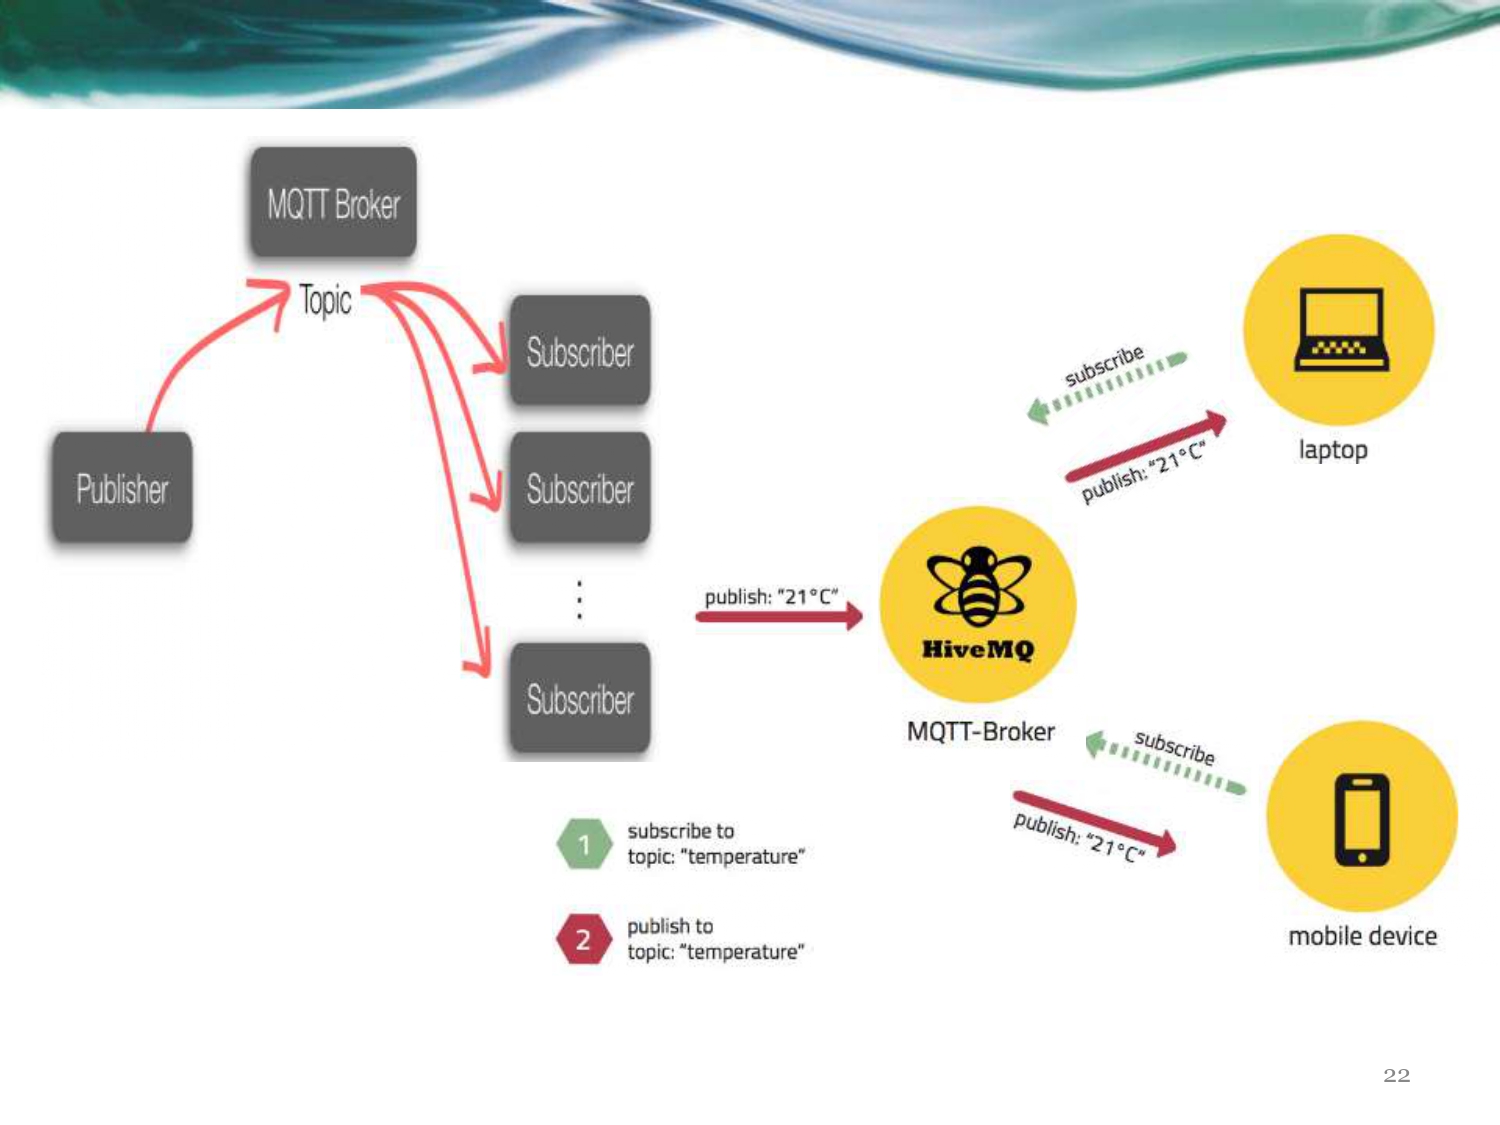 MQTT Broker
Topic
Publisher
Subscriber
Subscriber
Subscriber
publish: "21°C"
HiveMQ
MQTT-Broker
subscribe
publish: "21°C"
laptop
subscribe
publish: "21°C"
mobile device
1
subscribe to
topic: "temperature"
2
publish to
topic: "temperature"
22